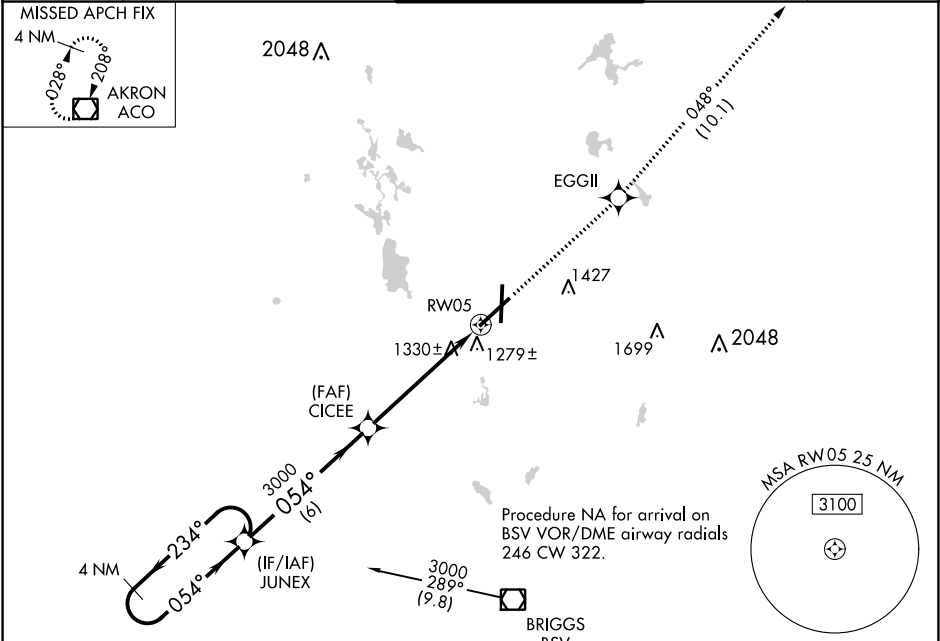 MISSED APCH FIX
4 NM
028°
208°
AKRON
ACO
2048
048°
(10.1)
EGGII
1427
RW05
1330±
1279±
1699
2048
(FAF)
CICEE
3000
054°
(6)
MSA RW05 25 NM
3100
Procedure NA for arrival on
BSV VOR/DME airway radials
246 CW 322.
234°
4 NM
054°
(IF/IAF)
JUNEX
3000
289°
(9.8)
BRIGGS
BSV